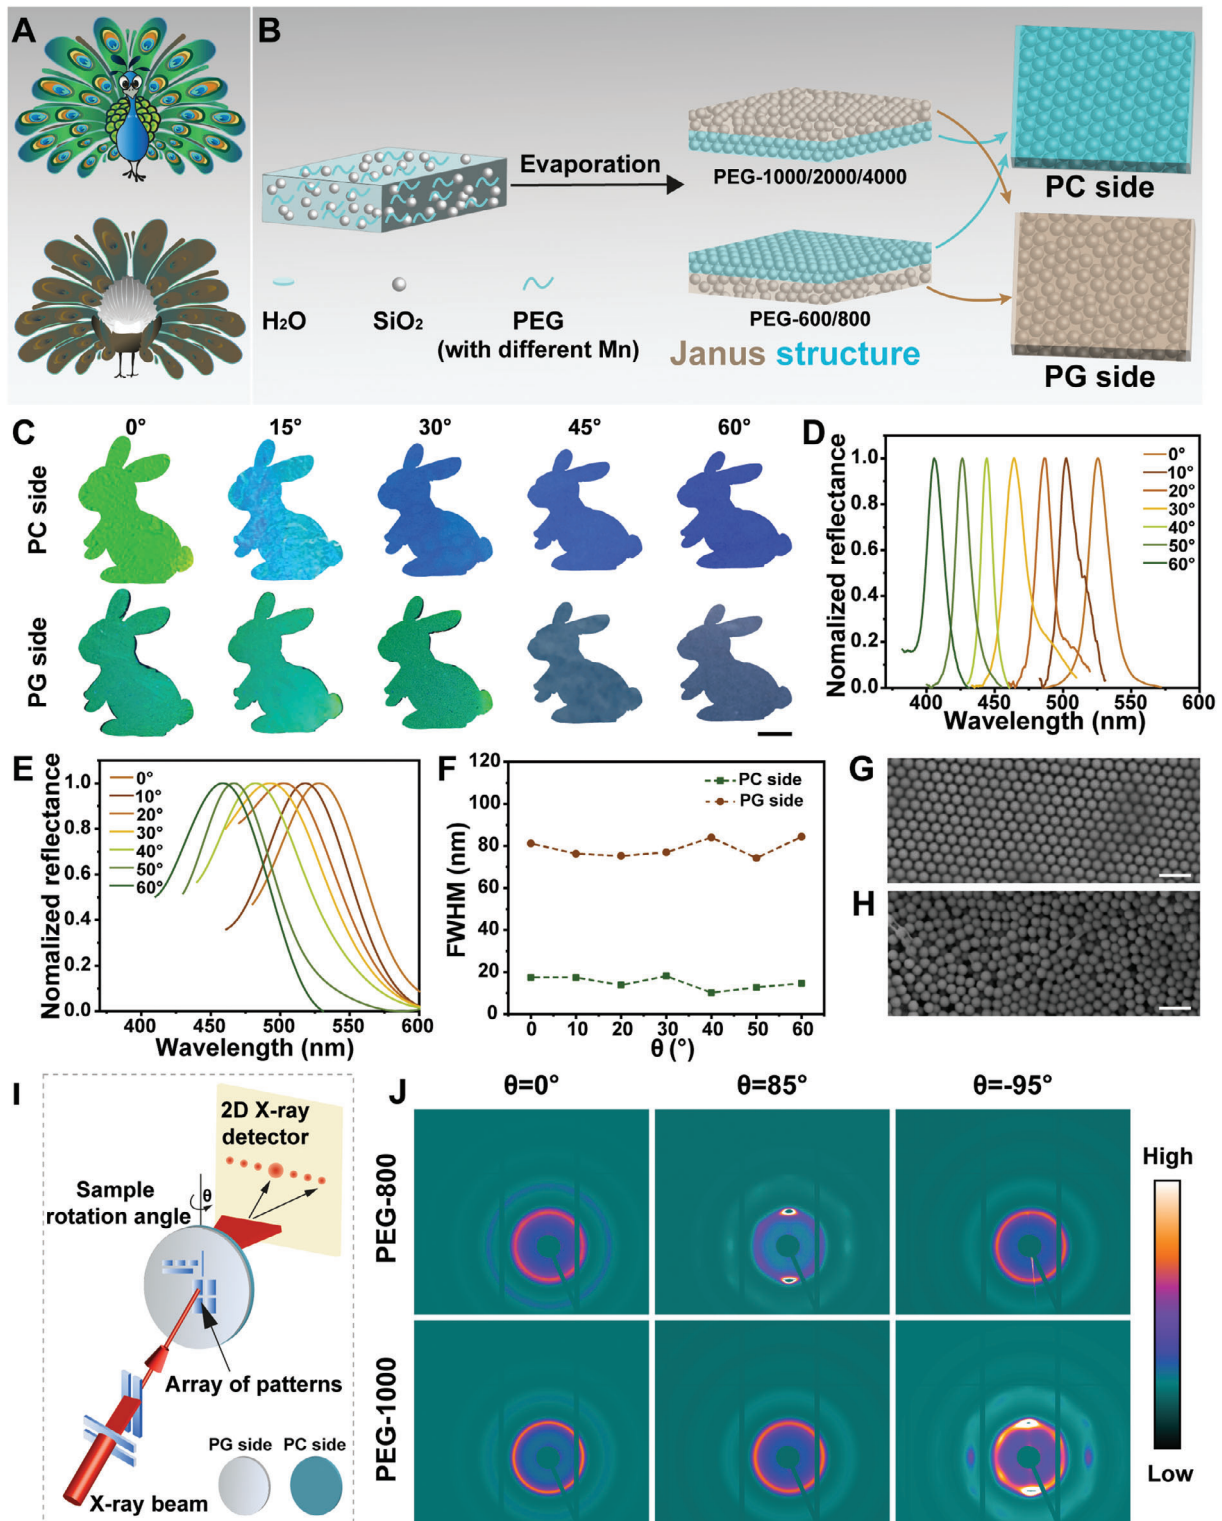 A
B
Evaporation
PEG-1000/2000/4000
PC side
H₂O
SiO₂
PEG
(with different Mn)
PEG-600/800
Janus structure
PG side
C
0°
15°
30°
45°
60°
PC side
PG side
D
Nomalized reflectance
1.0
0.8
0.6
0.4
0.2
0.0
0°
10°
20°
30°
40°
50°
60°
400
450
500
550
600
Wavelength (nm)
E
Nomalized reflectance
1.0
0.8
0.6
0.4
0.2
0.0
0°
10°
20°
30°
40°
50°
60°
400
450
500
550
600
Wavelength (nm)
F
FWHM (nm)
120
100
80
60
40
20
0
PC side
PG side
0
10
20
30
40
50
60
θ (°)
G
H
I
2D X-ray
detector
Sample
rotation angle
θ
Array of patterns
PG side
PC side
X-ray beam
J
θ=0°
θ=85°
θ=-95°
PEG-800
PEG-1000
High
Low